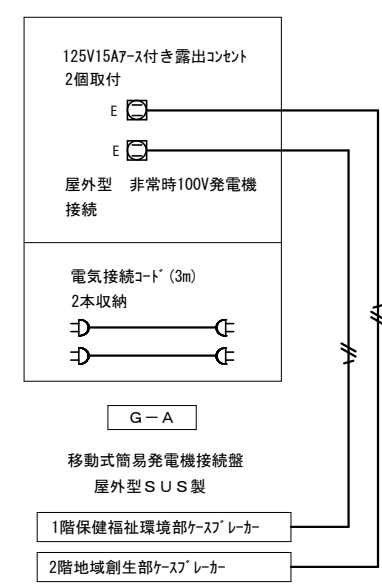 125V15Aｱｰｽ付き露出ｺﾝｾﾝﾄ
2個取付
E
E
屋外型　非常時100V発電機
接続
電気接続ｺｰﾄﾞ(3m)
2本収納
G－A
移動式簡易発電機接続盤
屋外型ＳＵＳ製
1階保健福祉環境部ｹｰｽﾌﾞﾚｰｶｰ
2階地域創生部ｹｰｽﾌﾞﾚｰｶｰ